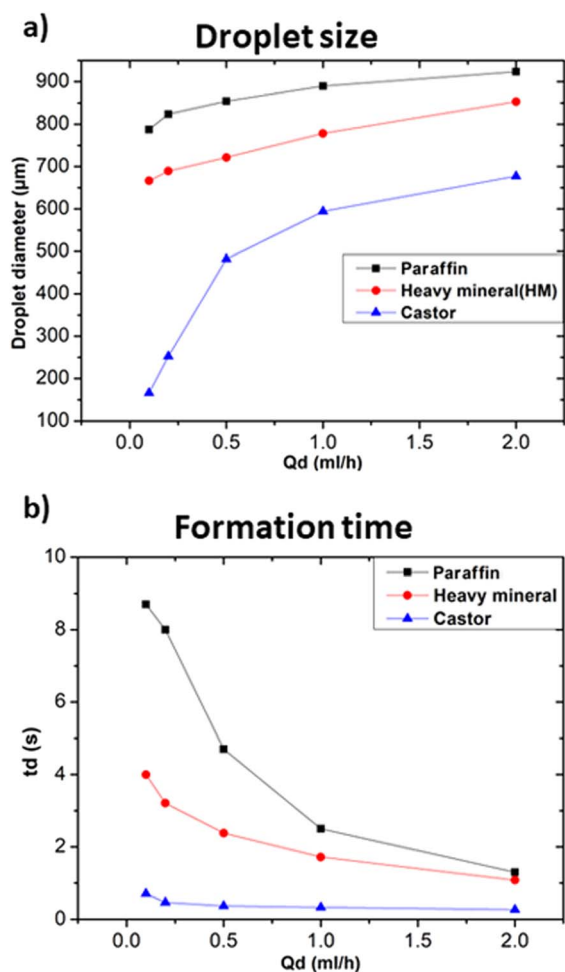 a)
Droplet size
900
800
700
600
500
400
300
200
100
Droplet diameter (µm)
Paraffin
Heavy mineral(HM)
Castor
0.0 0.5 1.0 1.5 2.0
Qd (ml/h)
b)
Formation time
10
8
6
4
2
0
td (s)
Paraffin
Heavy mineral
Castor
0.0 0.5 1.0 1.5 2.0
Qd (ml/h)